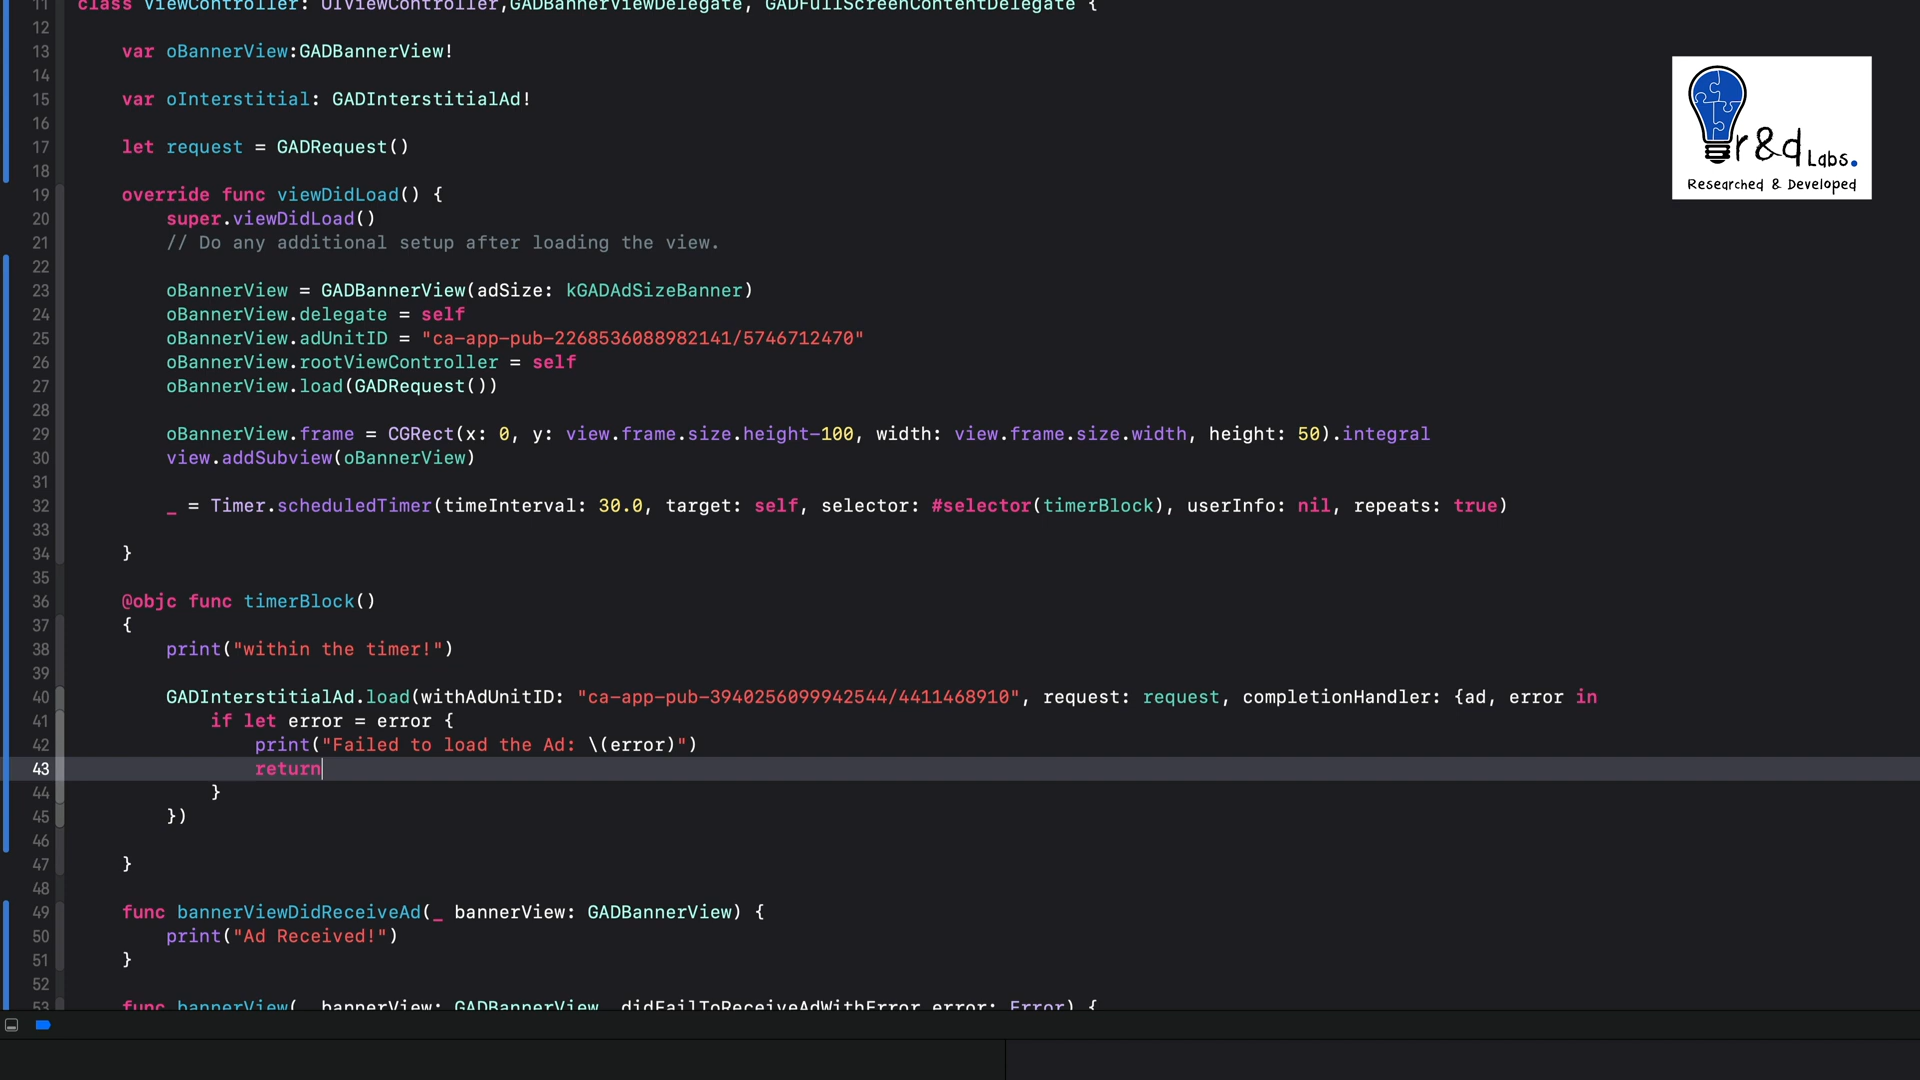 11 class ViewController: UIViewController,GADBannerViewDelegate, GADFullScreenContentDelegate {
12
13 var oBannerView:GADBannerView!
14
15 var oInterstitial: GADInterstitialAd!
16
17 let request = GADRequest()
18
19 override func viewDidLoad() {
20 super.viewDidLoad()
21 // Do any additional setup after loading the view.
22
23 oBannerView = GADBannerView(adSize: kGADAdSizeBanner)
24 oBannerView.delegate = self
25 oBannerView.adUnitID = "ca-app-pub-2268536088982141/5746712470"
26 oBannerView.rootViewController = self
27 oBannerView.load(GADRequest())
28
29 oBannerView.frame = CGRect(x: 0, y: view.frame.size.height-100, width: view.frame.size.width, height: 50).integral
30 view.addSubview(oBannerView)
31
32 _ = Timer.scheduledTimer(timeInterval: 30.0, target: self, selector: #selector(timerBlock), userInfo: nil, repeats: true)
33
34 }
35
36 @objc func timerBlock()
37 {
38 print("within the timer!")
39
40 GADInterstitialAd.load(withAdUnitID: "ca-app-pub-3940256099942544/4411468910", request: request, completionHandler: {ad, error in
41 if let error = error {
42 print("Failed to load the Ad: \(error)")
43 return
44 }
45 })
46
47 }
48
49 func bannerViewDidReceiveAd(_ bannerView: GADBannerView) {
50 print("Ad Received!")
51 }
52
53 func bannerView(_ bannerView: GADBannerView, didFailToReceiveAdWithError error: Error) {
r&d Labs.
Researched & Developed